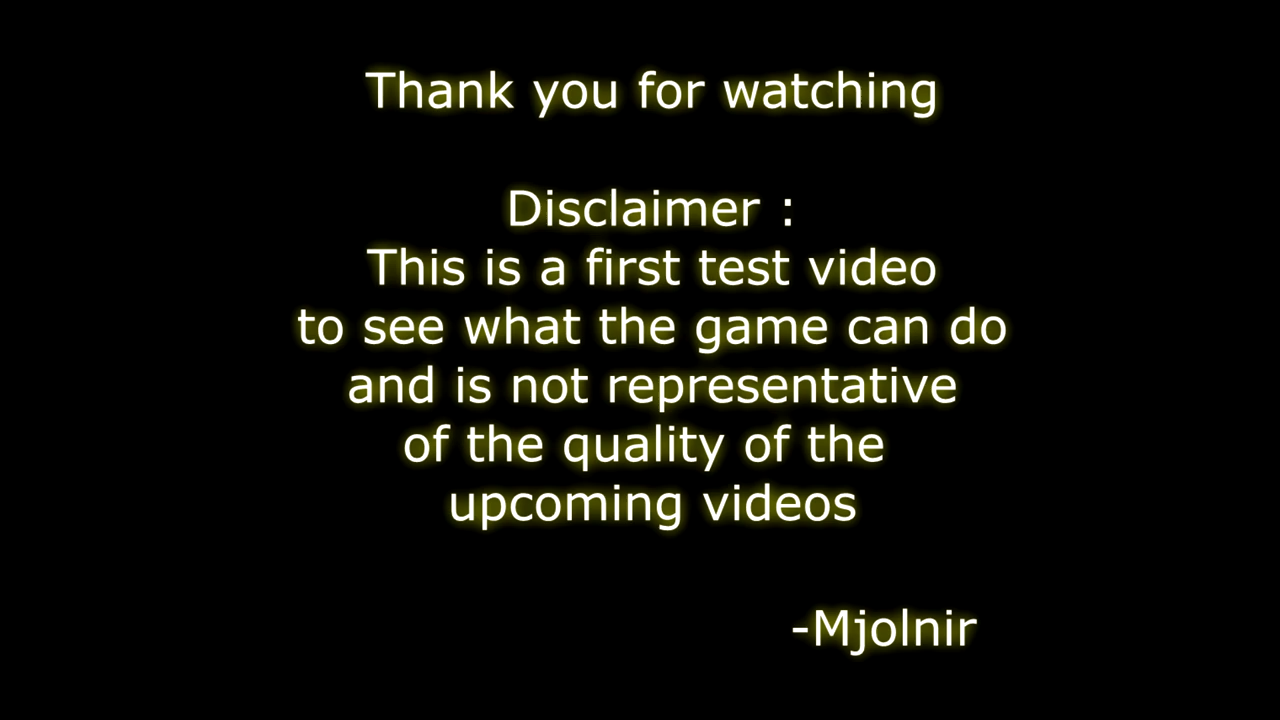 Thank you for watching
Disclaimer :
This is a first test video
to see what the game can do
and is not representative
of the quality of the
upcoming videos
-Mjolnir